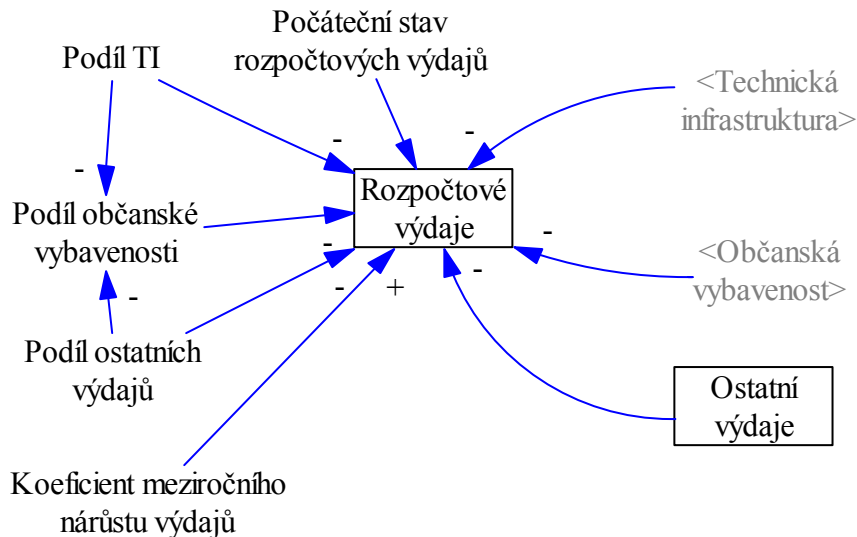 Počáteční stav
rozpočtových výdajů
Podíl TI
<Technická
infrastruktura>
-
-
-
Rozpočtové
výdaje
Podíl občanské
vybavenosti
-
-
<Občanská
vybavenost>
-
-
+
-
Podíl ostatních
výdajů
Ostatní
výdaje
Koeficient meziročního
nárůstu výdajů